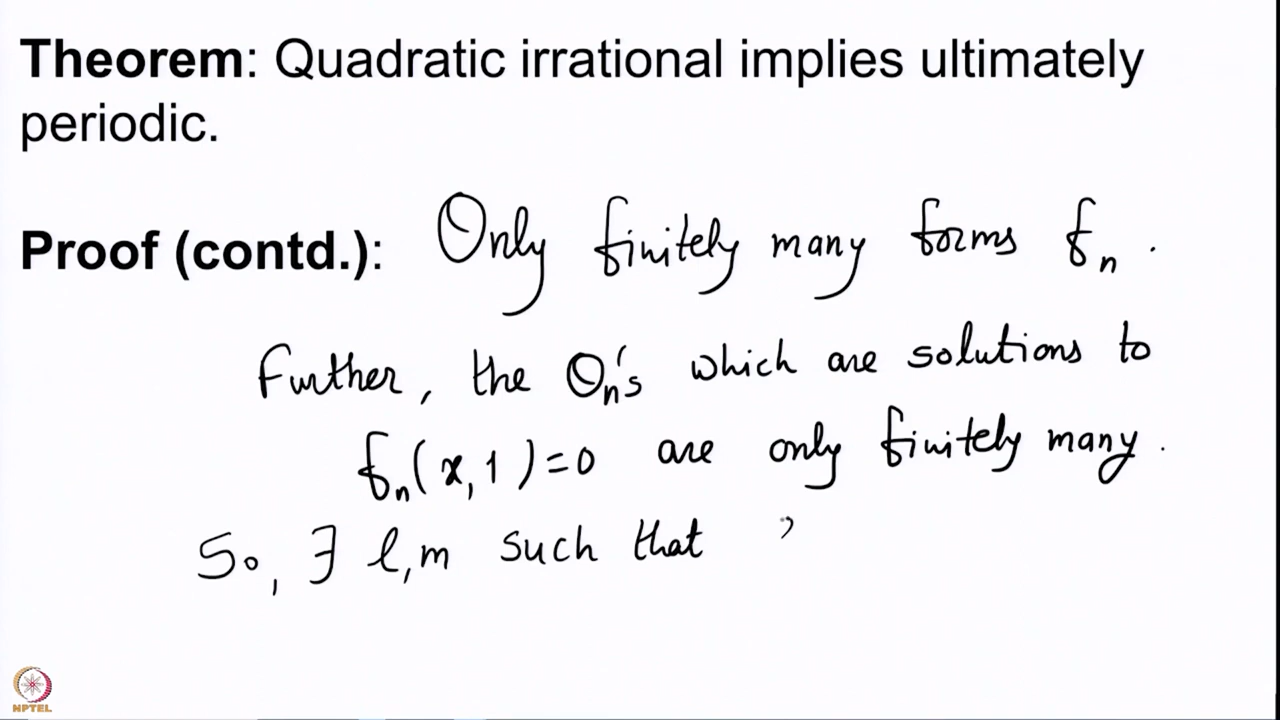 Theorem: Quadratic irrational implies ultimately
periodic.
Proof (contd.): Only finitely many forms fₙ.
Further, the Θₙ's which are solutions to
fₙ(x,1)=0 are only finitely many.
So, ∃ l,m such that
NPTEL